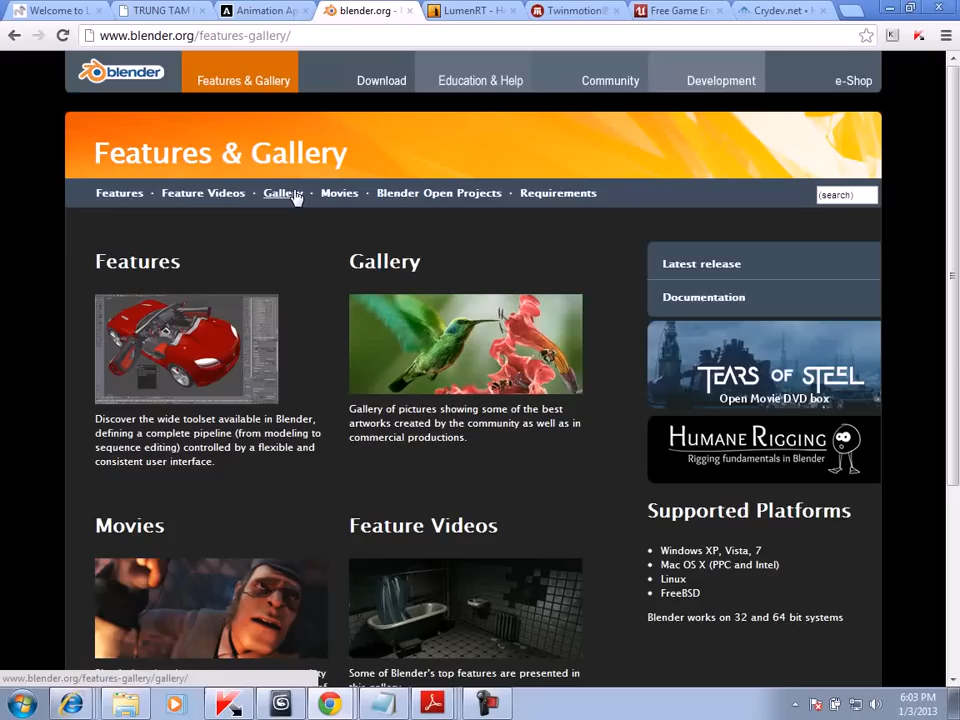 Welcome to L
TRUNG TAM
Animation Ap
blender.org -
LumenRT - H
Twinmotion²
Free Game En
Crydev.net •
www.blender.org/features-gallery/
blender
Features & Gallery
Download
Education & Help
Community
Development
e-Shop
Features & Gallery
Features · Feature Videos · Gallery · Movies · Blender Open Projects · Requirements
(search)
Features
Discover the wide toolset available in Blender,
defining a complete pipeline (from modeling to
sequence editing) controlled by a flexible and
consistent user interface.
Gallery
Gallery of pictures showing some of the best
artworks created by the community as well as in
commercial productions.
Latest release
Documentation
TEARS OF STEEL
Open Movie DVD box
HUMANE RIGGING
Rigging fundamentals in Blender
Movies
Feature Videos
Some of Blender's top features are presented in
Supported Platforms
• Windows XP, Vista, 7
• Mac OS X (PPC and Intel)
• Linux
• FreeBSD
Blender works on 32 and 64 bit systems
www.blender.org/features-gallery/gallery/
6:03 PM
1/3/2013